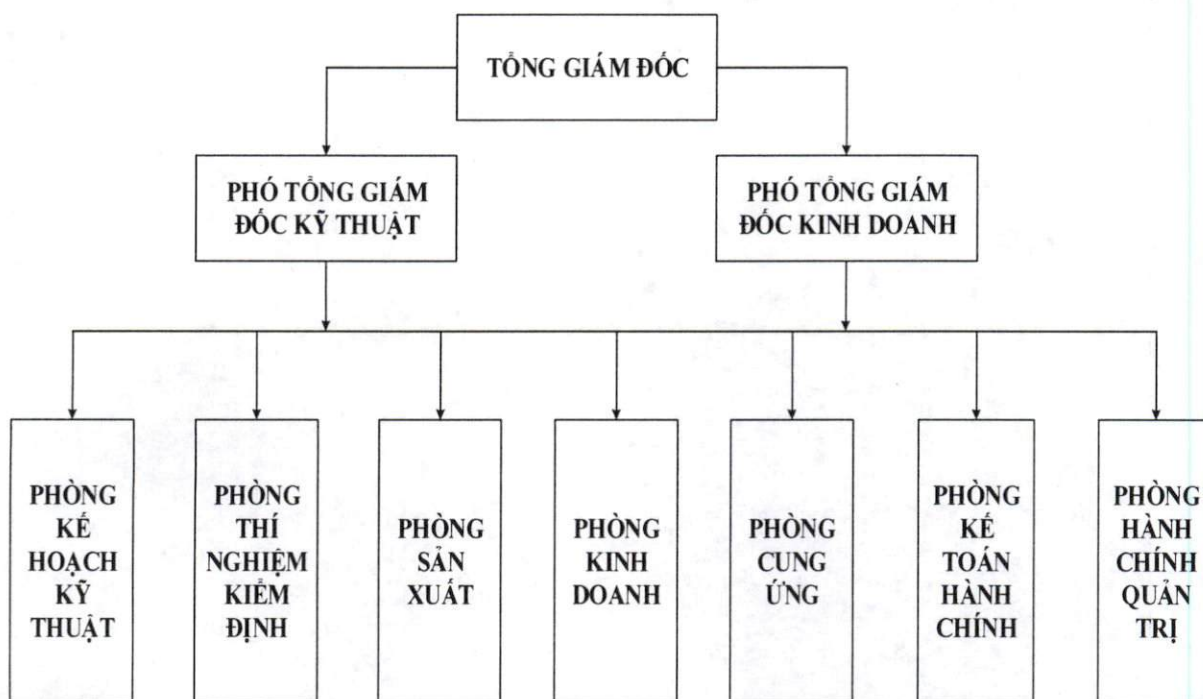 TỔNG GIÁM ĐỐC
PHÓ TỔNG GIÁM
ĐỐC KỸ THUẬT
PHÓ TỔNG GIÁM
ĐỐC KINH DOANH
PHÒNG
KẾ
HOẠCH
KỸ
THUẬT
PHÒNG
THÍ
NGHIỆM
KIỂM
ĐỊNH
PHÒNG
SẢN
XUẤT
PHÒNG
KINH
DOANH
PHÒNG
CUNG
ỨNG
PHÒNG
KẾ
TOÁN
HÀNH
CHÍNH
PHÒNG
HÀNH
CHÍNH
QUẢN
TRỊ